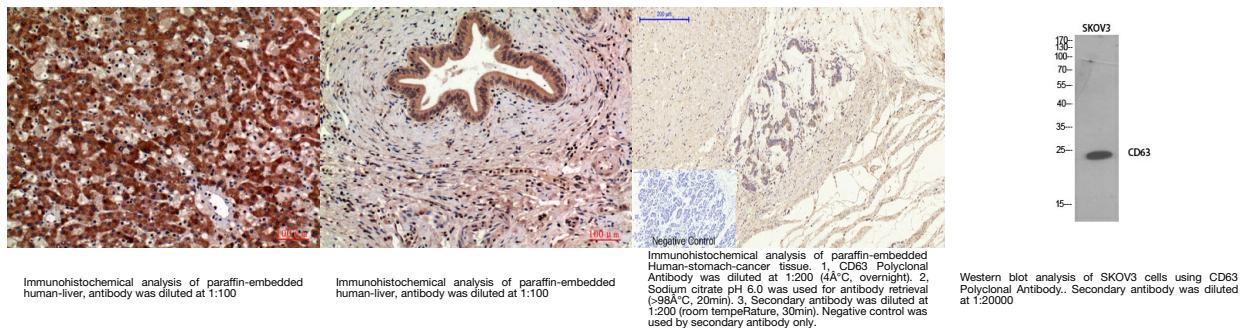 200 μm
100 μm
100 μm
Negative Control
SKOV3
170--
130--
100--
70--
55--
40--
35--
25--
15--
CD63
Immunohistochemical analysis of paraffin-embedded
human-liver, antibody was diluted at 1:100
Immunohistochemical analysis of paraffin-embedded
human-liver, antibody was diluted at 1:100
Immunohistochemical analysis of paraffin-embedded
Human-stomach-cancer tissue. 1, CD63 Polyclonal
Antibody was diluted at 1:200 (4Â°C, overnight). 2,
Sodium citrate pH 6.0 was used for antibody retrieval
(>98Â°C, 20min). 3, Secondary antibody was diluted at
1:200 (room tempeRature, 30min). Negative control was
used by secondary antibody only.
Western blot analysis of SKOV3 cells using CD63
Polyclonal Antibody.. Secondary antibody was diluted
at 1:20000